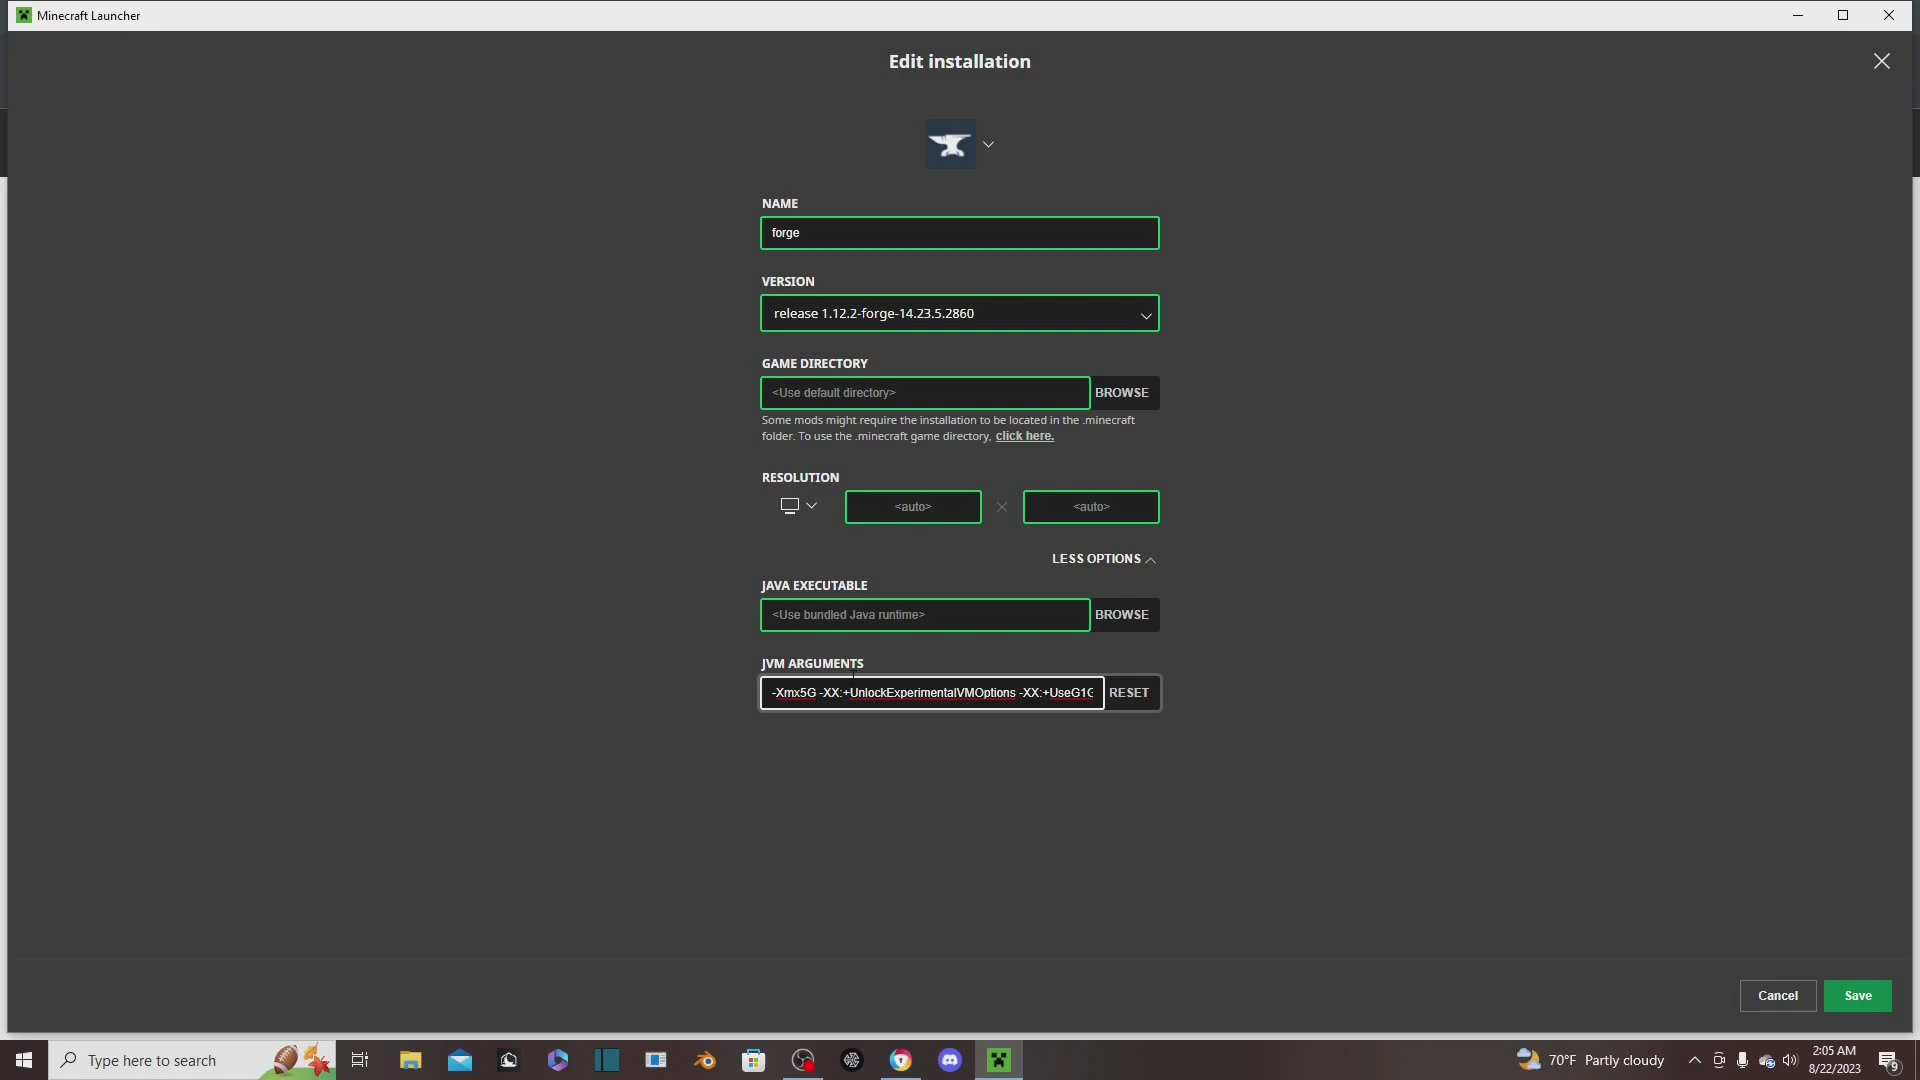 Minecraft Launcher
Edit installation
NAME
forge
VERSION
release 1.12.2-forge-14.23.5.2860
GAME DIRECTORY
<Use default directory> BROWSE
Some mods might require the installation to be located in the .minecraft
folder. To use the .minecraft game directory, click here.
RESOLUTION
<auto> <auto>
LESS OPTIONS
JAVA EXECUTABLE
<Use bundled Java runtime> BROWSE
JVM ARGUMENTS
-Xmx5G -XX:+UnlockExperimentalVMOptions -XX:+UseG1G RESET
Cancel Save
Type here to search
70°F Partly cloudy
2:05 AM
8/22/2023
9